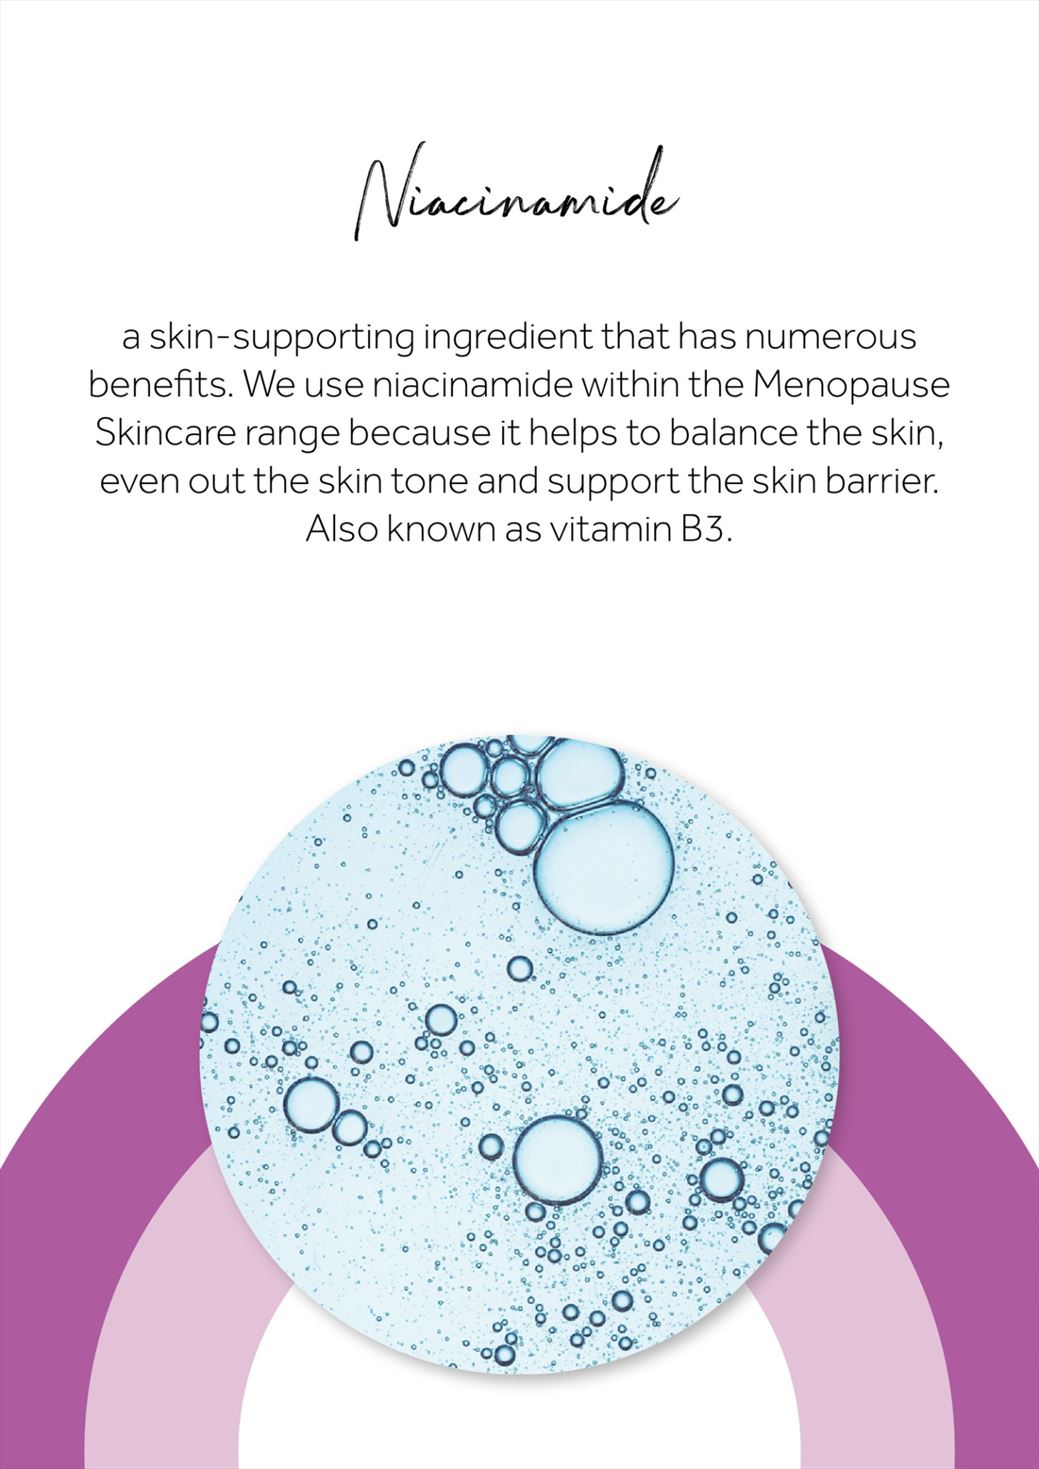 Niacinamide
a skin-supporting ingredient that has numerous
benefits. We use niacinamide within the Menopause
Skincare range because it helps to balance the skin,
even out the skin tone and support the skin barrier.
Also known as vitamin B3.